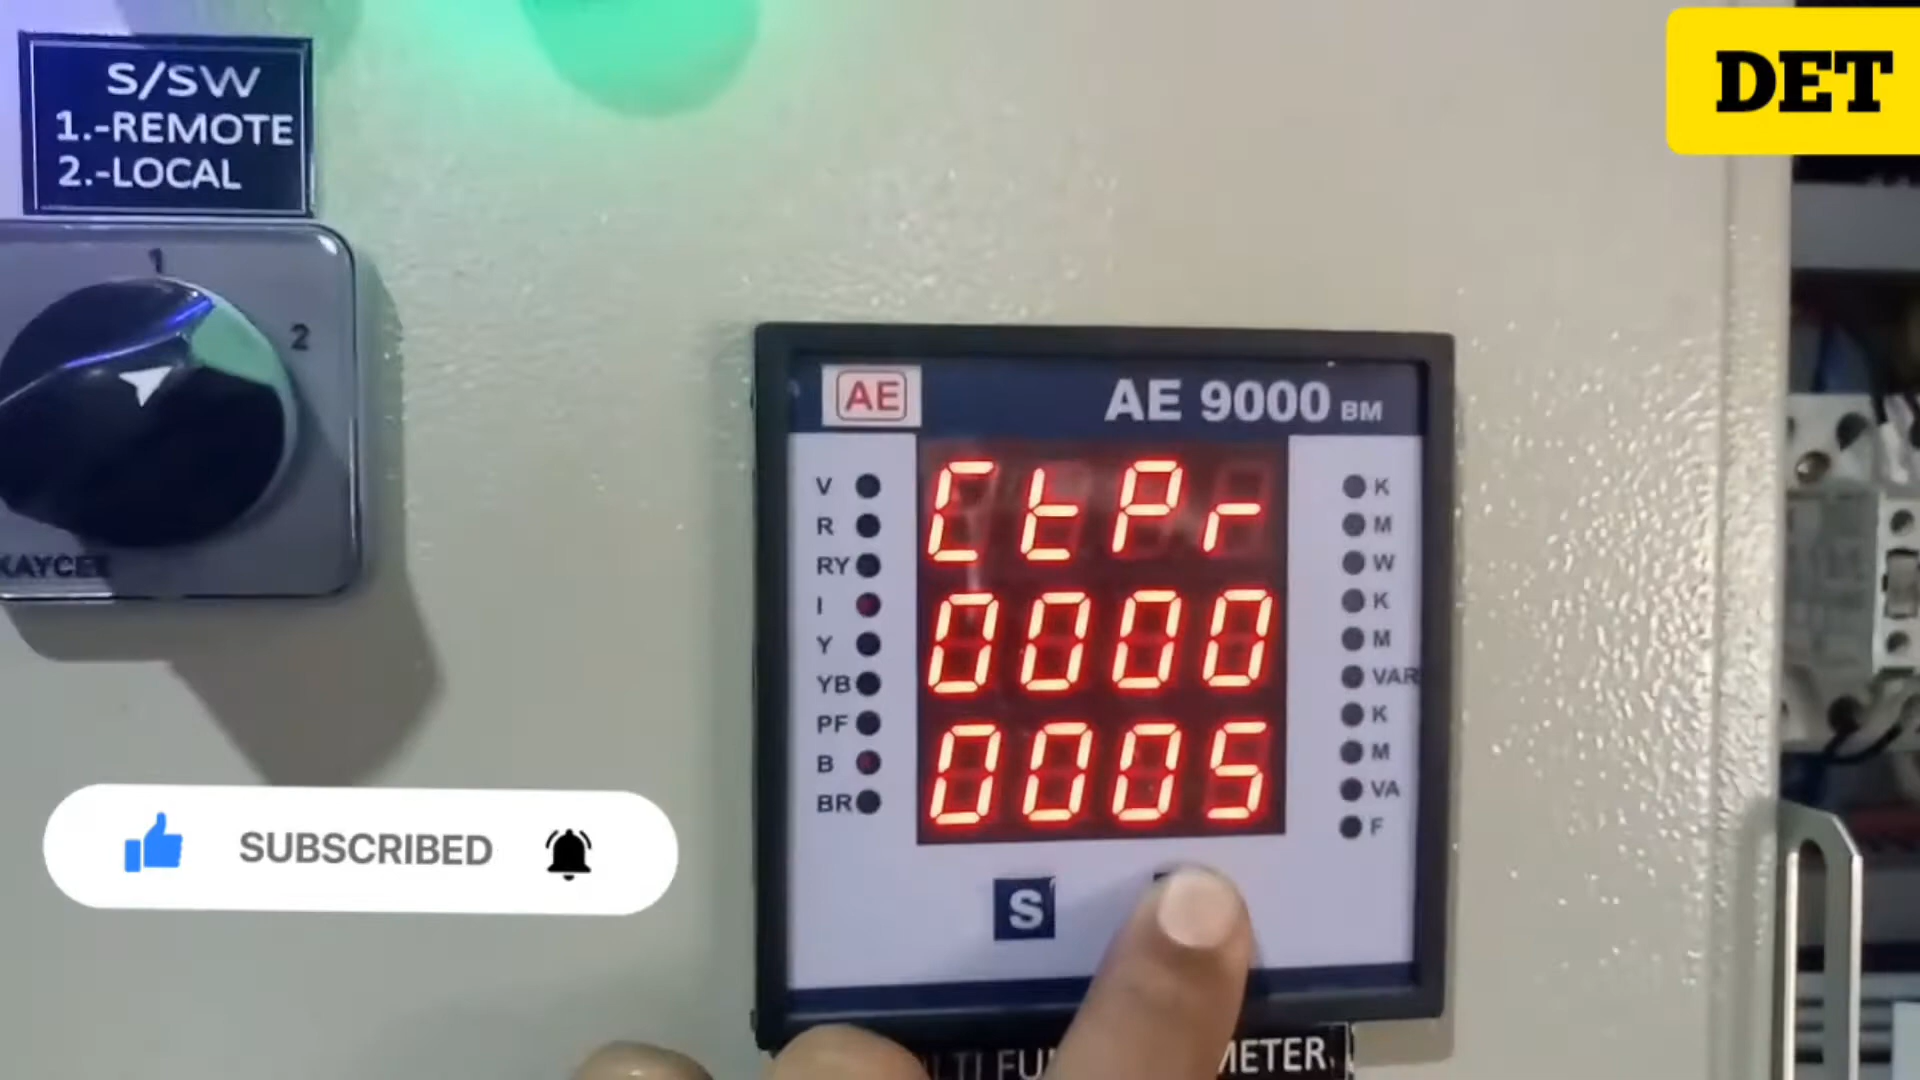 DET
S/SW
1.-REMOTE
2.-LOCAL
1
2
AE
AE 9000 BM
V
R
RY
I
Y
YB
PF
B
BR
CtPr
0000
0005
K
M
W
K
M
VAR
K
M
VA
F
S
SUBSCRIBED
METER